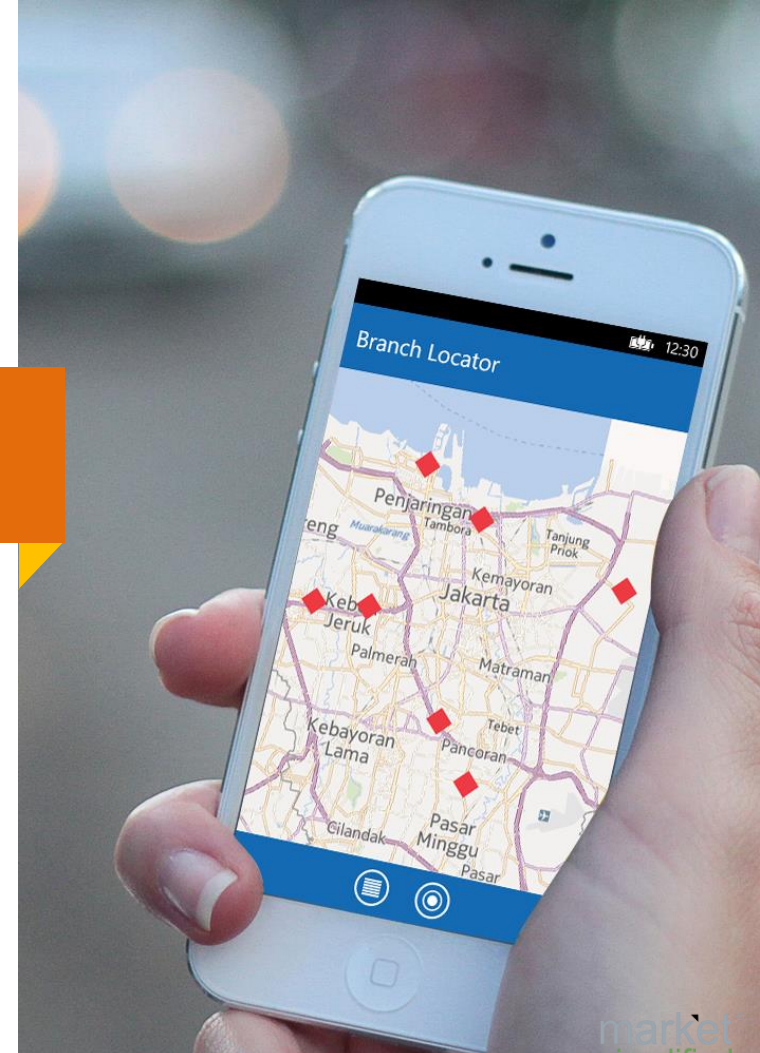 12:30
Branch Locator
Penjaringan
Tambora
Muarakarang
Tanjung
Priok
Kemayoran
Jakarta
Jeruk
Palmerah
Matraman
Kebayoran
Lama
Tebet
Pancoran
Cilandak
Pasar
Minggu
Pasar
market